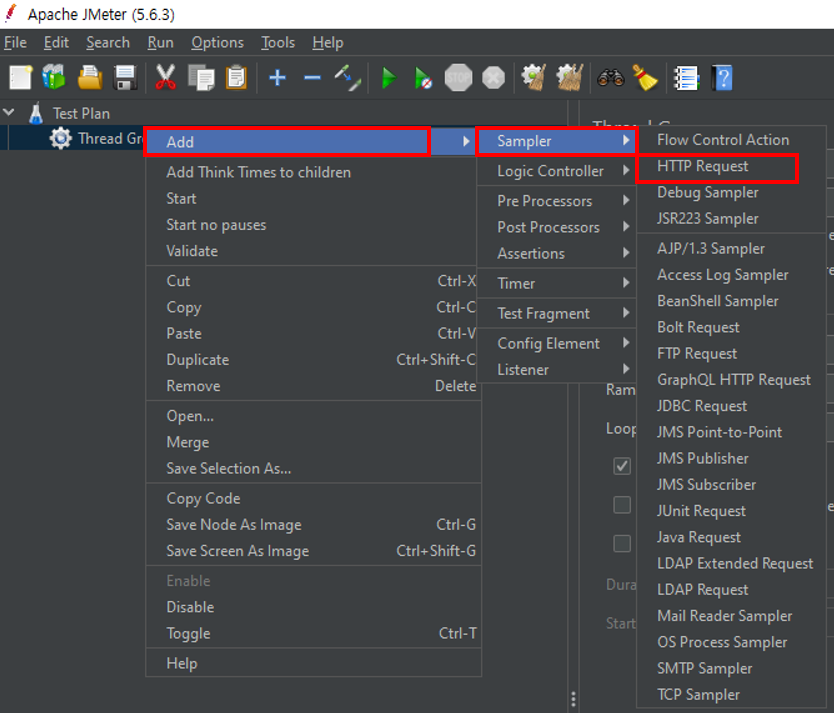 Apache JMeter (5.6.3)
File Edit Search Run Options Tools Help
STOP
Test Plan
Thread Gr
Add
Add Think Times to children
Start
Start no pauses
Validate
Cut Ctrl-X
Copy Ctrl-C
Paste Ctrl-V
Duplicate Ctrl+Shift-C
Remove Delete
Open...
Merge
Save Selection As...
Copy Code
Save Node As Image Ctrl-G
Save Screen As Image Ctrl+Shift-G
Enable
Disable
Toggle Ctrl-T
Help
Sampler
Logic Controller
Pre Processors
Post Processors
Assertions
Timer
Test Fragment
Config Element
Listener
Ram
Loop
Dura
Start
Flow Control Action
HTTP Request
Debug Sampler
JSR223 Sampler
AJP/1.3 Sampler
Access Log Sampler
BeanShell Sampler
Bolt Request
FTP Request
GraphQL HTTP Request
JDBC Request
JMS Point-to-Point
JMS Publisher
JMS Subscriber
JUnit Request
Java Request
LDAP Extended Request
LDAP Request
Mail Reader Sampler
OS Process Sampler
SMTP Sampler
TCP Sampler